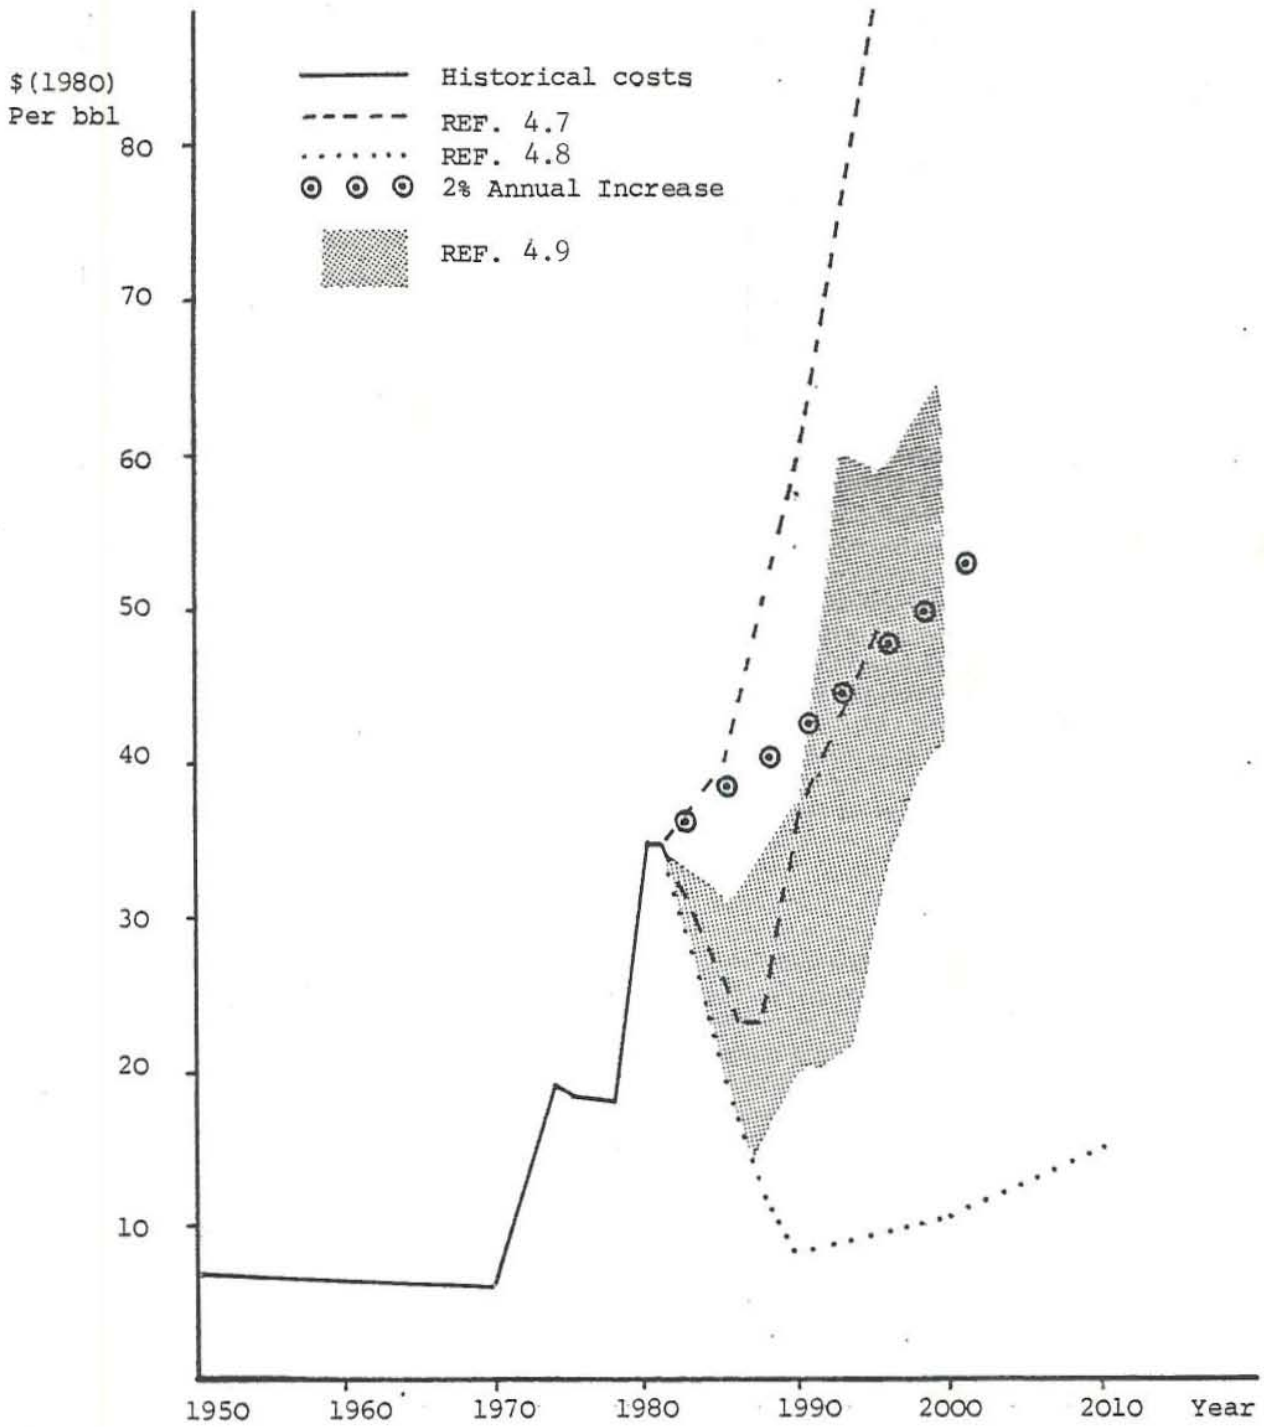 $(1980)
Per bbl
Historical costs
REF. 4.7
REF. 4.8
2% Annual Increase
REF. 4.9
80
70
60
50
40
30
20
10
1950 1960 1970 1980 1990 2000 2010 Year